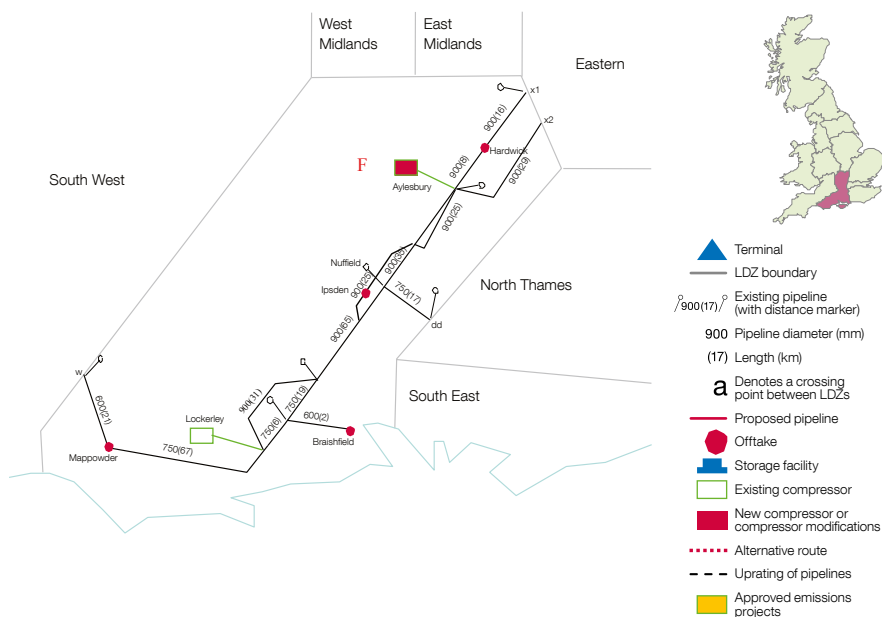 West
Midlands
East
Midlands
Eastern
x1
900(16)
x2
Hardwick
F
900(8)
900(29)
Aylesbury
South West
900(25)
Nuffield
900(35)
Ipsden
900(25)
750(17)
North Thames
dd
900(65)
w
600(21)
900(31)
750(19)
South East
Lockerley
750(6)
600(2)
Braishfield
Mappowder
750(67)
Terminal
LDZ boundary
900(17)
Existing pipeline
(with distance marker)
900
Pipeline diameter (mm)
(17)
Length (km)
a
Denotes a crossing
point between LDZs
Proposed pipeline
Offtake
Storage facility
Existing compressor
New compressor or
compressor modifications
Alternative route
Uprating of pipelines
Approved emissions
projects